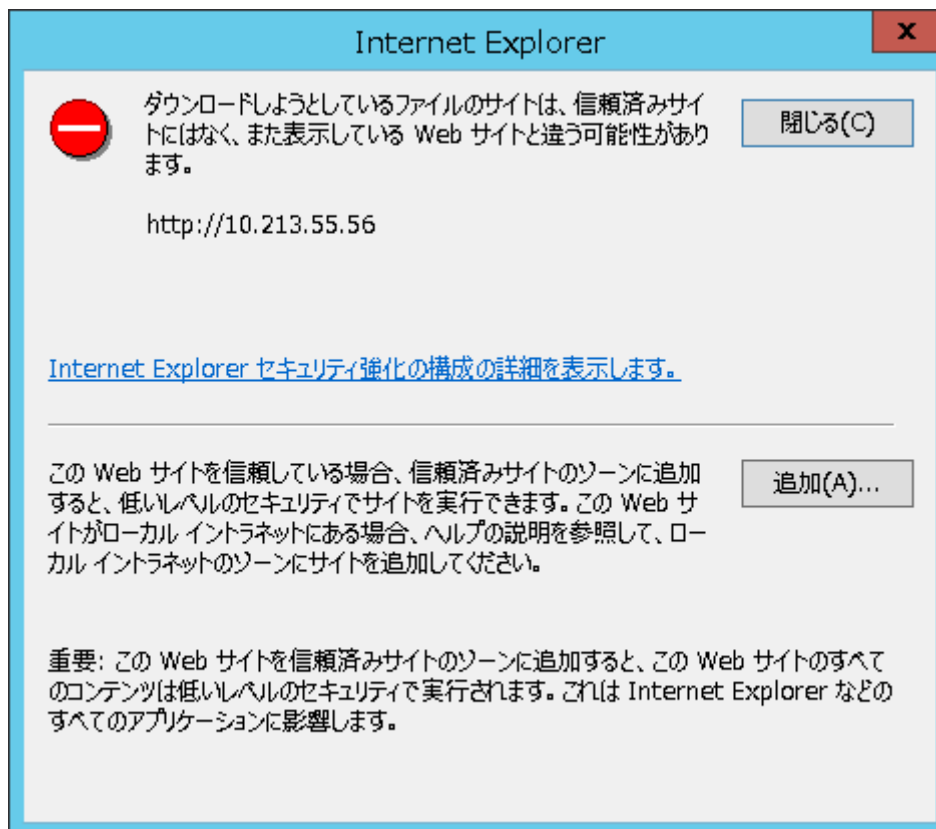 Internet Explorer
x
ダウンロードしようとしているファイルのサイトは、信頼済みサイ
トにはなく、また表示している Web サイトと違う可能性があり
ます。
閉じる(C)
http://10.213.55.56
Internet Explorer セキュリティ強化の構成の詳細を表示します。
この Web サイトを信頼している場合、信頼済みサイトのゾーンに追加
すると、低いレベルのセキュリティでサイトを実行できます。この Web サ
イトがローカル イントラネットにある場合、ヘルプの説明を参照して、ロー
カル イントラネットのゾーンにサイトを追加してください。
追加(A)...
重要: この Web サイトを信頼済みサイトのゾーンに追加すると、この Web サイトのすべて
のコンテンツは低いレベルのセキュリティで実行されます。これは Internet Explorer などの
すべてのアプリケーションに影響します。